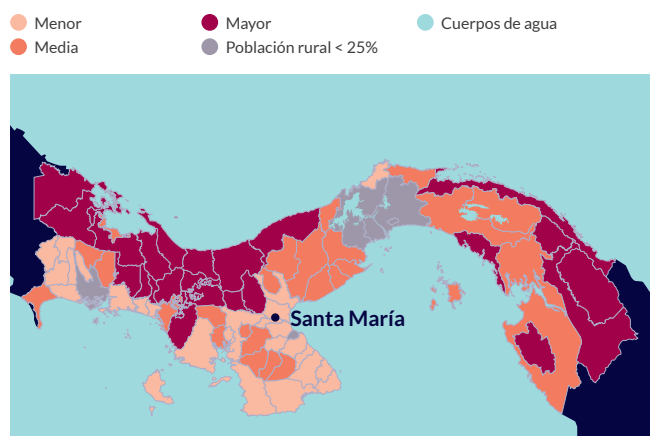 Menor
Mayor
Cuerpos de agua
Media
Población rural < 25%
Santa María